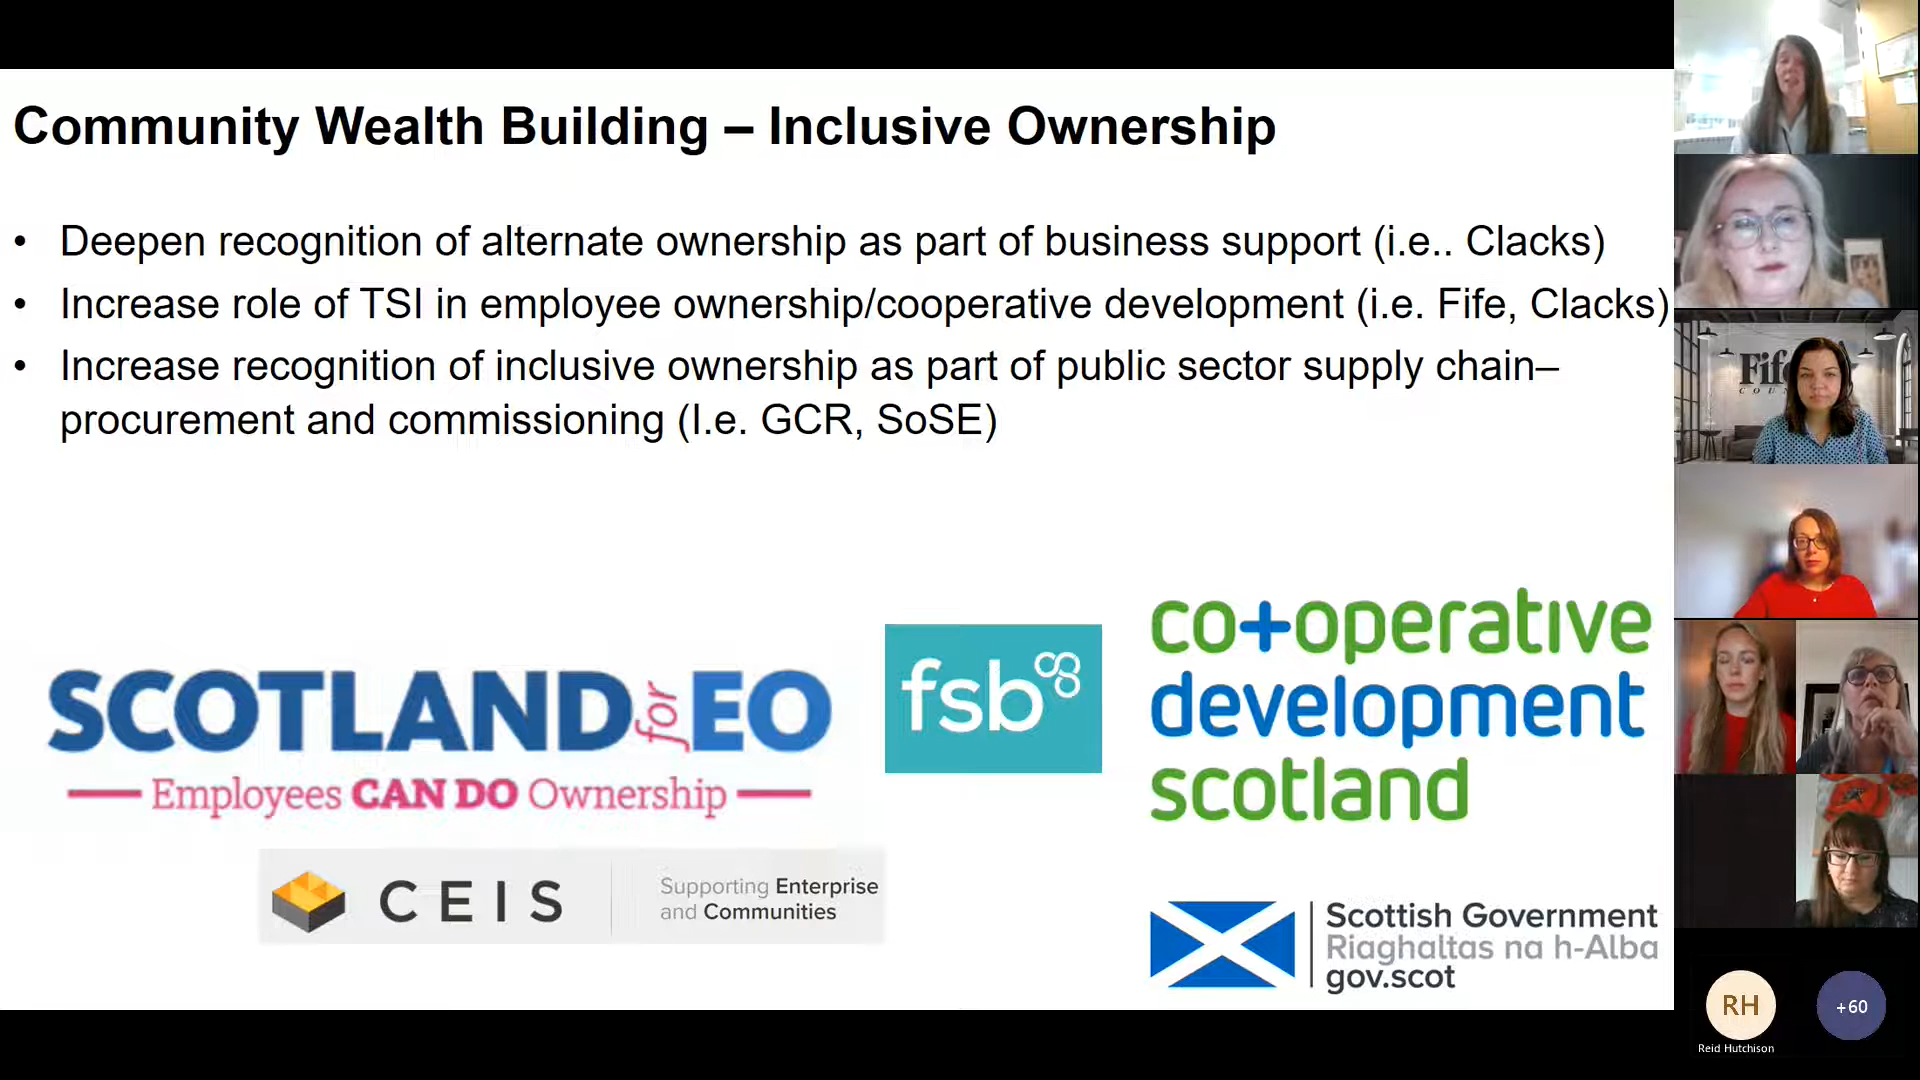 Community Wealth Building – Inclusive Ownership
• Deepen recognition of alternate ownership as part of business support (i.e.. Clacks)
• Increase role of TSI in employee ownership/cooperative development (i.e. Fife, Clacks)
• Increase recognition of inclusive ownership as part of public sector supply chain–
procurement and commissioning (I.e. GCR, SoSE)
SCOTLAND for EO
Employees CAN DO Ownership
fsb
co+operative
development
scotland
CEIS
Supporting Enterprise
and Communities
Scottish Government
Riaghaltas na h-Alba
gov.scot
Fife
RH
Reid Hutchison
+60